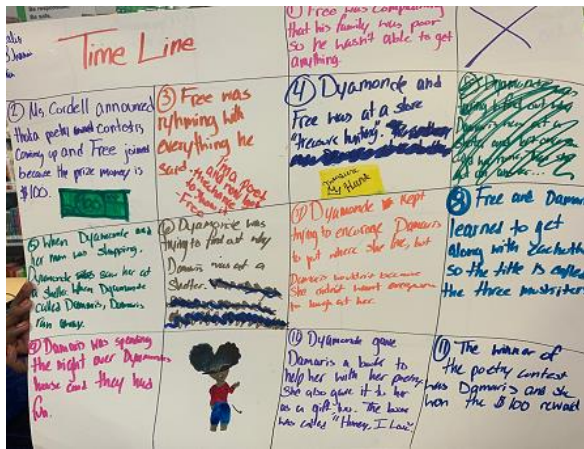 Time Line
① Free was complaining
that his family was poor
so he wasn't able to get
anything.
② Ms. Cordell announced
that a poetry contest is
coming up and Free joined
because the prize money is
$100.
③ Free was
ryhming with
everything he
said.
④ Dyamonde and
Free was at a store
"treasure hunting".
Treasure
Hunt
⑤ When Dyamonde and
her mom was shopping.
Dyamonde saw her at
a shelter. When Dyamonde
called Damaris, Damaris
ran away.
⑥ Dyamonde was
trying to find out why
Damaris was at a
shelter.
⑦ Dyamonde kept
trying to encourage Damaris
to put where she live, but
Damaris wouldn't because
she didn't want everyone
to laugh at her.
⑧ Free and Damaris
learned to get
along with
so the title is called
the three
⑨ Damaris was spending
the night over Dyamonde's
house and they had
fun.
⑩ Dyamonde gave
Damaris a book to
help her with her poetry
She also gave it to her
as a gift too. The book
was called "Honey, I Love".
⑪ The winner of
the poetry contest
was Damaris and she
won the $100 reward